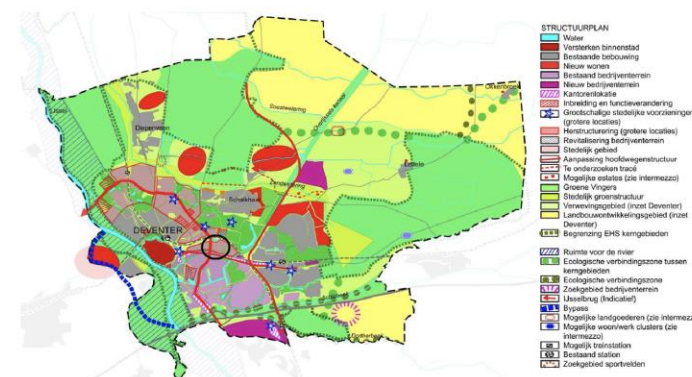 STRUCTUURPLAN
Water
Versterken binnenstad
Bestaande bebouwing
Nieuw wonen
Bestaand bedrijventerrein
Nieuw bedrijventerrein
Kantorenlokatie
Inbreiding en functieverandering
Grootschalige stedelijke voorzieningen
(grotere locaties)
Herstructurering (grotere locaties)
Revitalisering bedrijventerrein
Stedelijk gebied
Aanpassing hoofdwegenstructuur
Te onderzoeken tracé
Mogelijke estates (zie intermezzo)
Groene Vingers
Stedelijk groenstructuur
Verwevingsgebied (inzet Deventer)
Landbouwontwikkelingsgebied (inzet
Deventer)
Begrenzing EHS kerngebieden
Ruimte voor de rivier
Ecologische verbindingszone tussen
kerngebieden
Ecologische verbindingszone
Zoekgebied bedrijventerrein
IJsselbrug (Indicatief)
Bypass
Mogelijke landgoederen (zie intermezzo)
Mogelijke woon/werk clusters (zie
intermezzo)
Mogelijk treinstation
Bestaand station
Zoekgebied sportvelden
Okkenbroek
Diepenveen
Lettele
Schalkhaar
DEVENTER